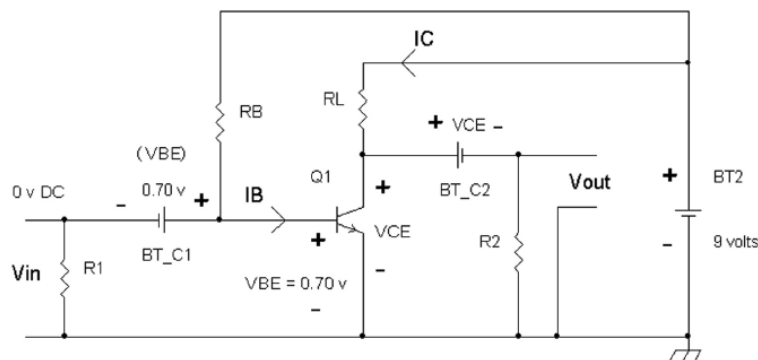 IC
RL
RB
+ VCE -
(VBE)
0.70 v
Q1
+
BT2
0 v DC
-
+
IB
+
BT_C2
Vout
+
VCE
BT_C1
R2
Vin
R1
-
-
9 volts
VBE = 0.70 v
-